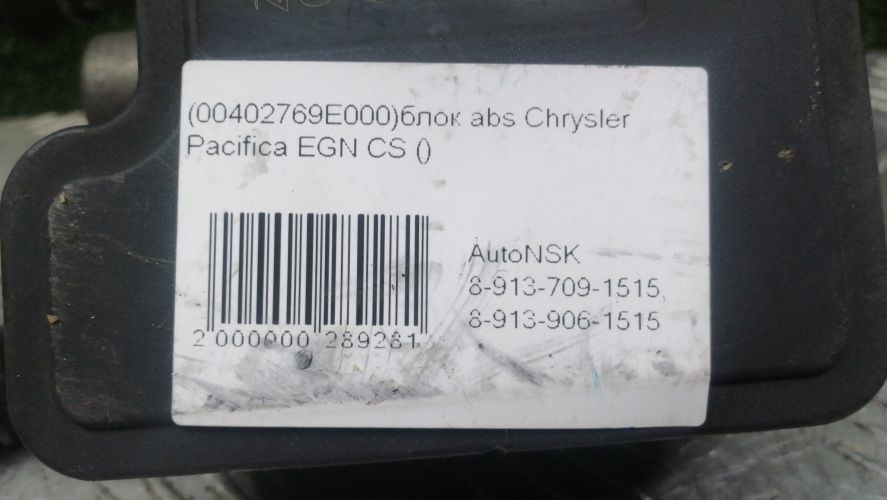 (00402769E000)блок abs Chrysler
Pacifica EGN CS ()
AutoNSK
8-913-709-1515,
8-913-906-1515
2 000000 289281